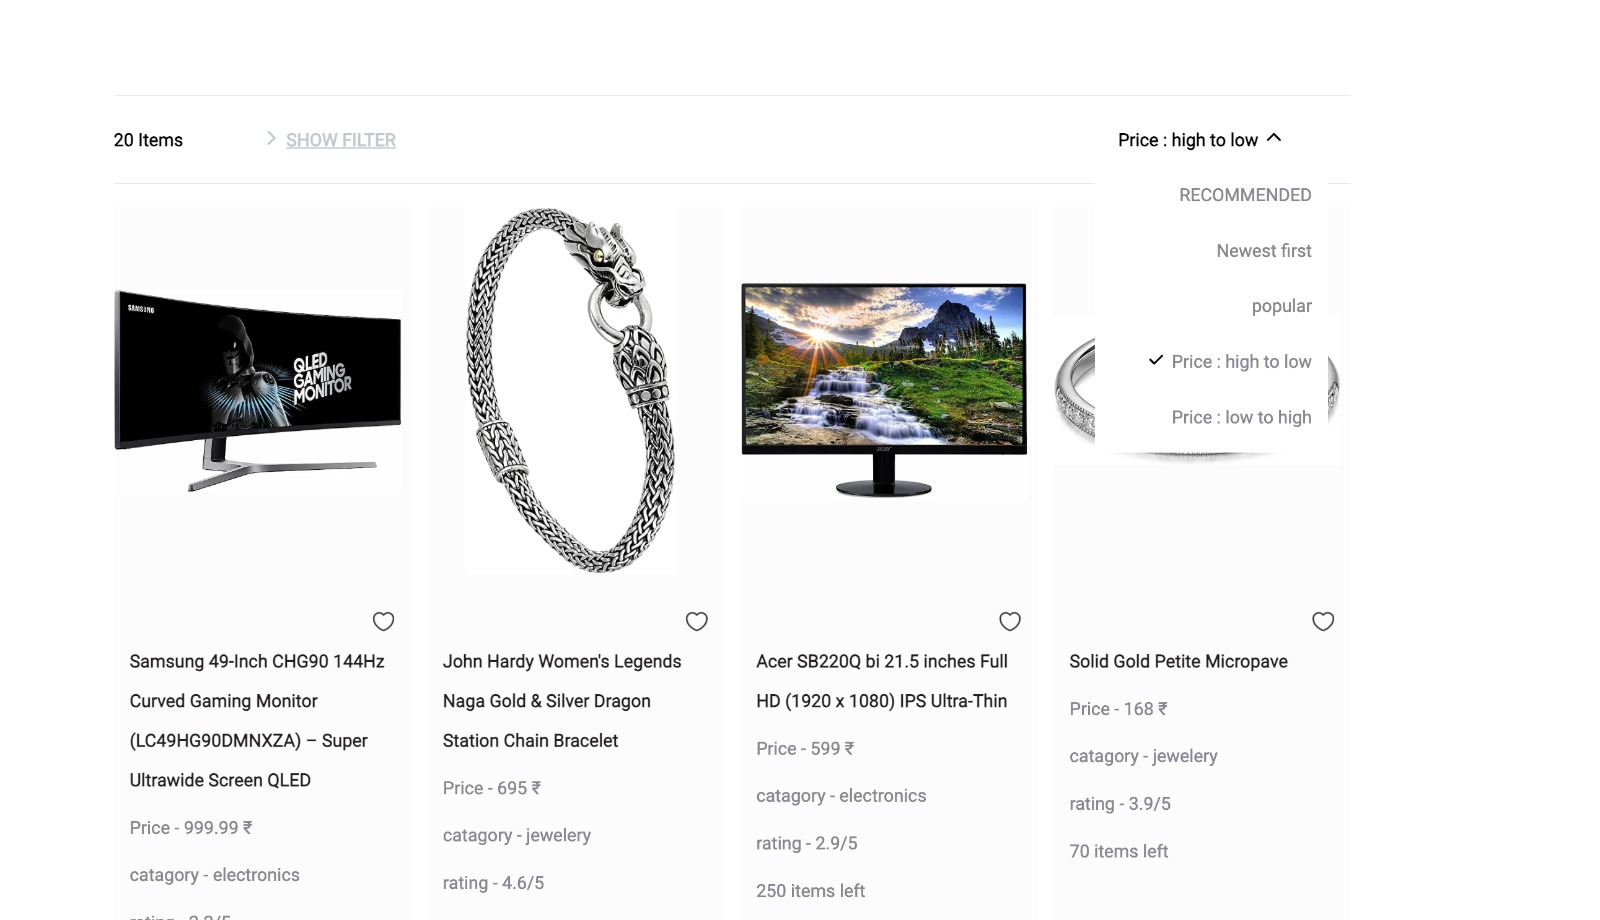 20 Items
SHOW FILTER
Price : high to low
RECOMMENDED
Newest first
popular
Price : high to low
Price : low to high
SAMSUNG
QLED
GAMING
MONITOR
acer
Samsung 49-Inch CHG90 144Hz
Curved Gaming Monitor
(LC49HG90DMNXZA) – Super
Ultrawide Screen QLED
Price - 999.99 ₹
catagory - electronics
John Hardy Women's Legends
Naga Gold & Silver Dragon
Station Chain Bracelet
Price - 695 ₹
catagory - jewelery
rating - 4.6/5
Acer SB220Q bi 21.5 inches Full
HD (1920 x 1080) IPS Ultra-Thin
Price - 599 ₹
catagory - electronics
rating - 2.9/5
250 items left
Solid Gold Petite Micropave
Price - 168 ₹
catagory - jewelery
rating - 3.9/5
70 items left